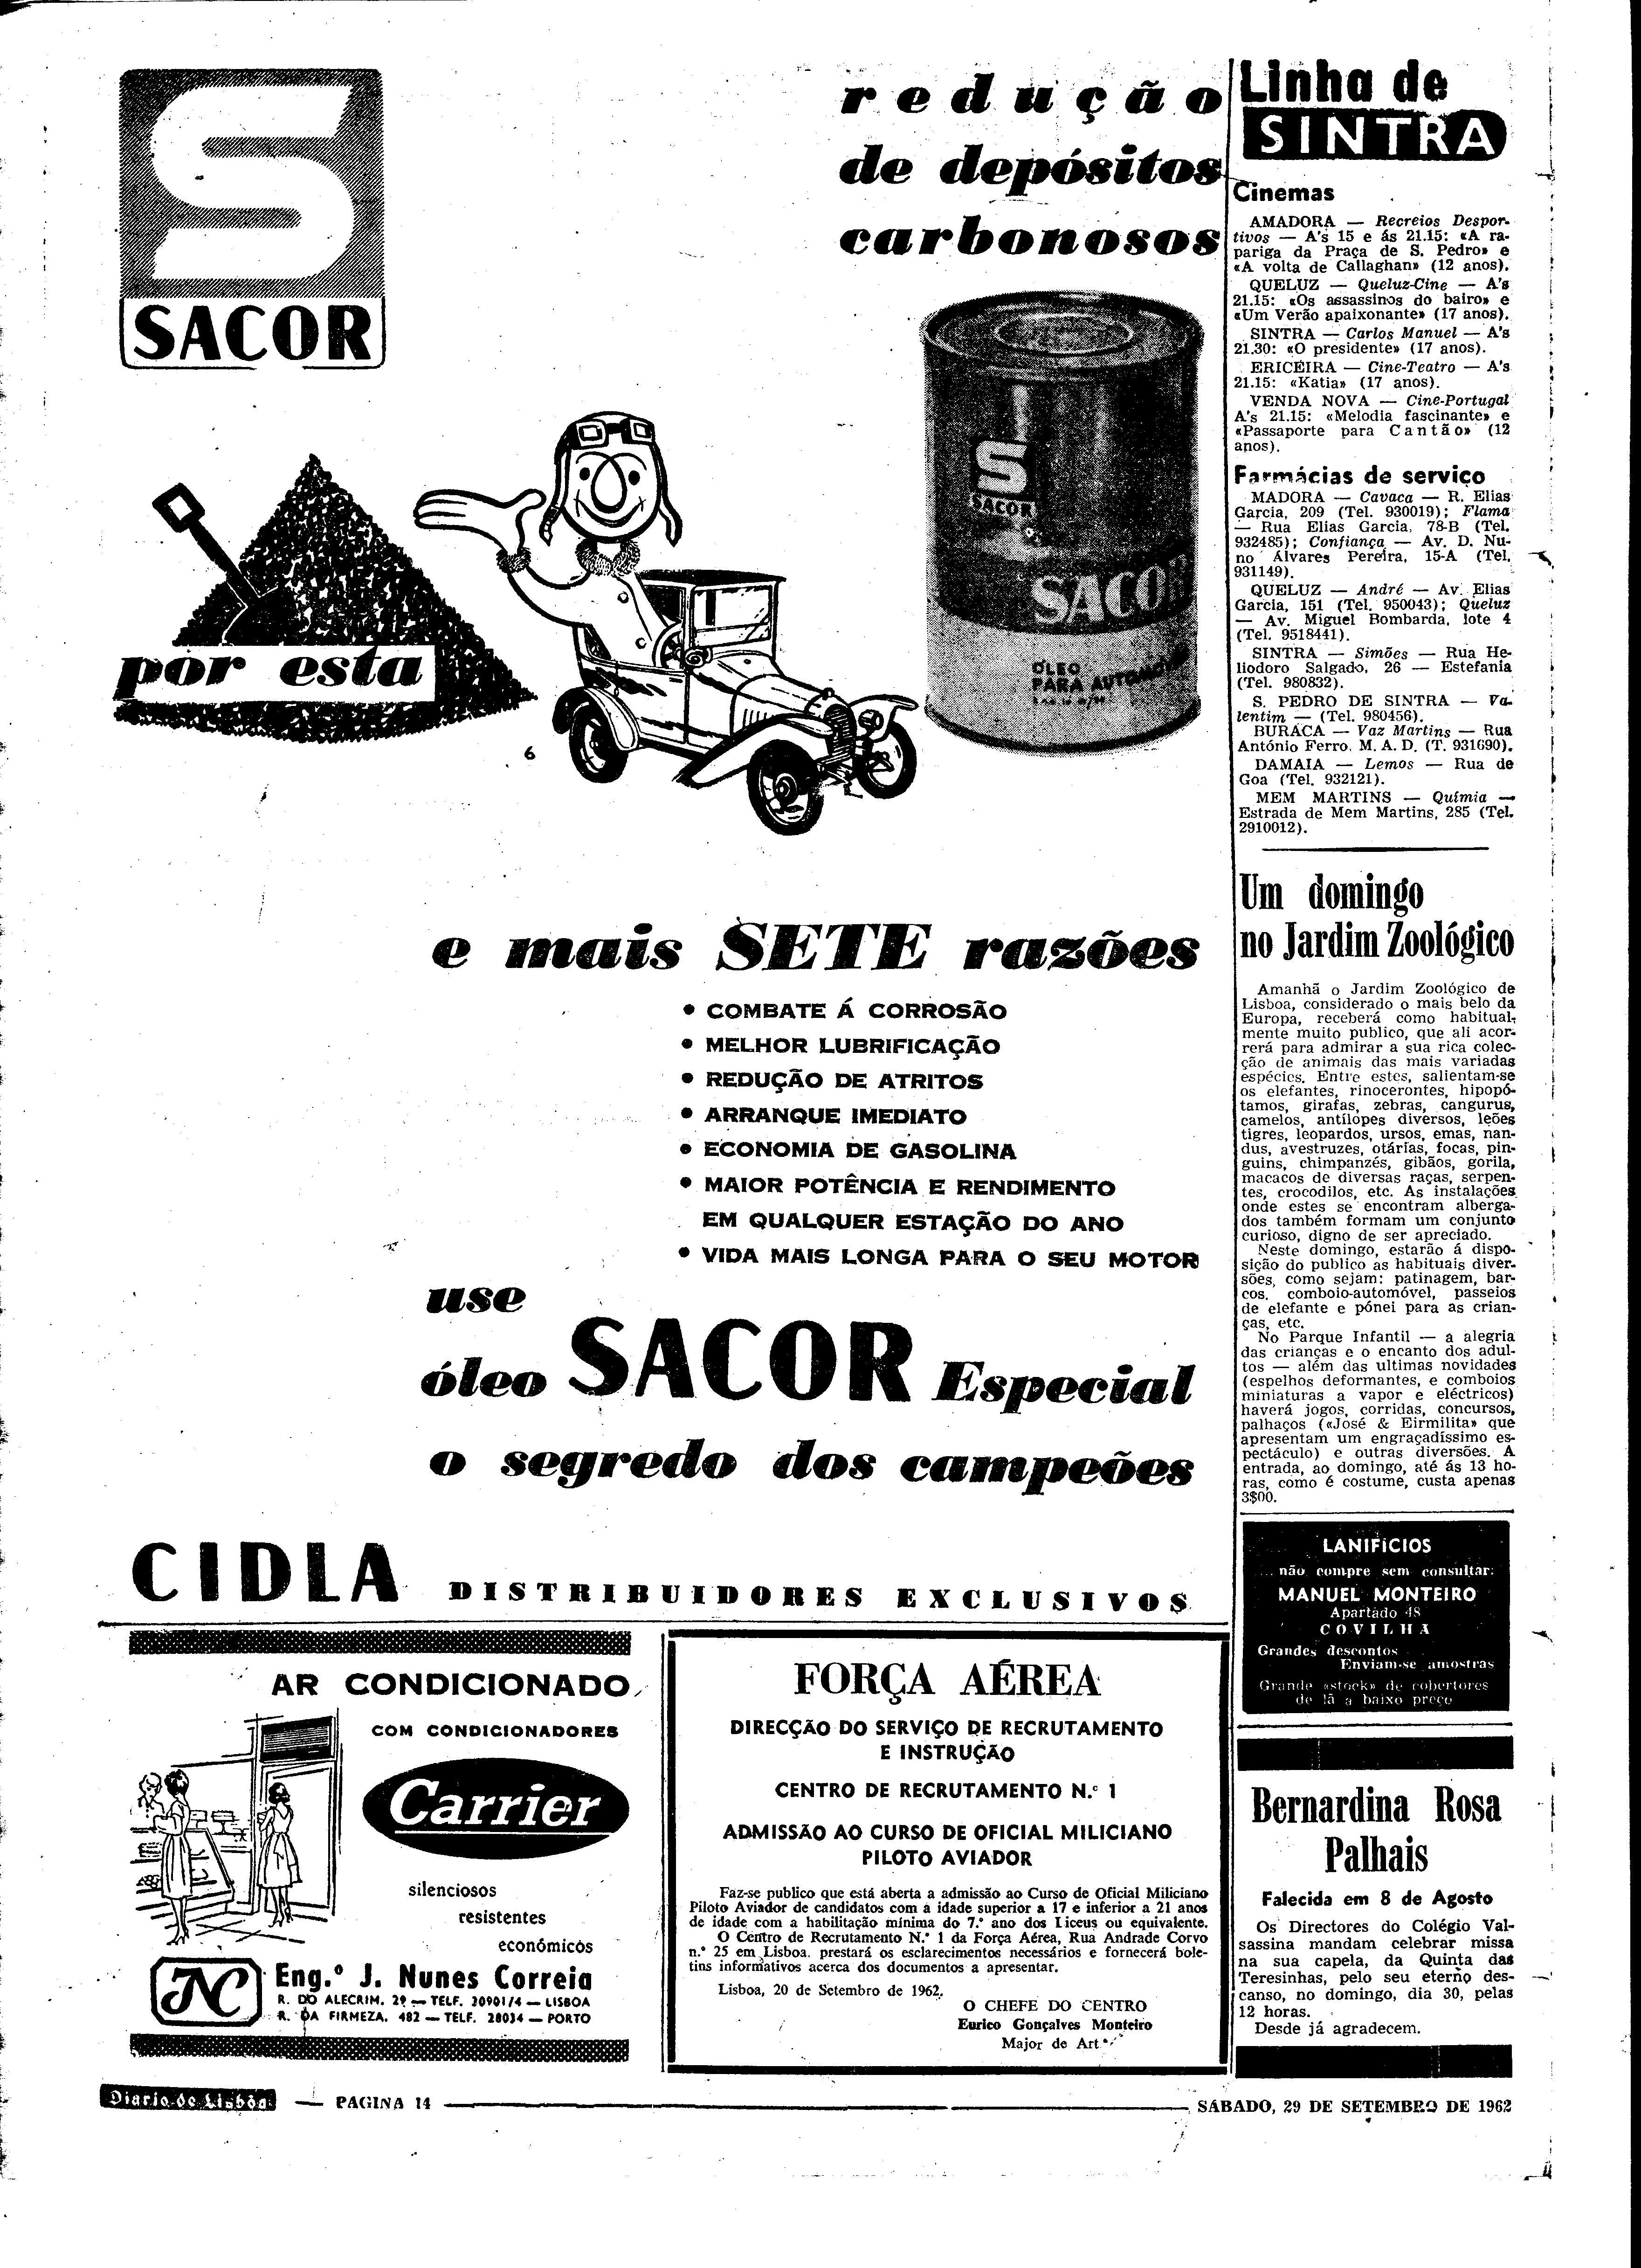 S
SACOR
redução
de depósitos
carbonosos
S
SACOR
SACOR
ÓLEO
PARA AUTOMÓVEIS
por esta
6
e mais SETE razões
• COMBATE Á CORROSÃO
• MELHOR LUBRIFICAÇÃO
• REDUÇÃO DE ATRITOS
• ARRANQUE IMEDIATO
• ECONOMIA DE GASOLINA
• MAIOR POTÊNCIA E RENDIMENTO
EM QUALQUER ESTAÇÃO DO ANO
• VIDA MAIS LONGA PARA O SEU MOTOR
use
óleo SACOR Especial
o segredo dos campeões
CIDLA DISTRIBUIDORES EXCLUSIVOS
AR CONDICIONADO
COM CONDICIONADORES
Carrier
silenciosos
resistentes
económicos
JNC
Eng.º J. Nunes Correia
R. DO ALECRIM, 29 — TELF. 30901/4 — LISBOA
R. DA FIRMEZA, 482 — TELF. 28034 — PORTO
FORÇA AÉREA
DIRECÇÃO DO SERVIÇO DE RECRUTAMENTO
E INSTRUÇÃO
CENTRO DE RECRUTAMENTO N.º 1
ADMISSÃO AO CURSO DE OFICIAL MILICIANO
PILOTO AVIADOR
Faz-se publico que está aberta a admissão ao Curso de Oficial Miliciano
Piloto Aviador de candidatos com a idade superior a 17 e inferior a 21 anos
de idade com a habilitação mínima do 7.º ano dos Liceus ou equivalente.
O Centro de Recrutamento N.º 1 da Força Aérea, Rua Andrade Corvo
n.º 25 em Lisboa, prestará os esclarecimentos necessários e fornecerá bole-
tins informativos acerca dos documentos a apresentar.
Lisboa, 20 de Setembro de 1962.
O CHEFE DO CENTRO
Eurico Gonçalves Monteiro
Major de Art.ª
Linha de
SINTRA
Cinemas
AMADORA — Recreios Despor-
tivos — A's 15 e ás 21.15: «A ra-
pariga da Praça de S. Pedro» e
«A volta de Callaghan» (12 anos).
QUELUZ — Queluz-Cine — A's
21.15: «Os assassinos do bairo» e
«Um Verão apaixonante» (17 anos).
SINTRA — Carlos Manuel — A's
21.30: «O presidente» (17 anos).
ERICEIRA — Cine-Teatro — A's
21.15: «Katia» (17 anos).
VENDA NOVA — Cine-Portugal
A's 21.15: «Melodia fascinante» e
«Passaporte para Cantão» (12
anos).
Farmácias de serviço
MADORA — Cavaca — R. Elias
Garcia, 209 (Tel. 930019); Flama
— Rua Elias Garcia, 78-B (Tel.
932485); Confiança — Av. D. Nu-
no Álvares Pereira, 15-A (Tel.
931149).
QUELUZ — André — Av. Elias
Garcia, 151 (Tel. 950043); Queluz
— Av. Miguel Bombarda, lote 4
(Tel. 9518441).
SINTRA — Simões — Rua He-
liodoro Salgado, 26 — Estefania
(Tel. 980832).
S. PEDRO DE SINTRA — Va-
lentim — (Tel. 980456).
BURACA — Vaz Martins — Rua
António Ferro. M. A. D. (T. 931690).
DAMAIA — Lemos — Rua de
Goa (Tel. 932121).
MEM MARTINS — Química —
Estrada de Mem Martins, 285 (Tel.
2910012).
Um domingo
no Jardim Zoológico
Amanhã o Jardim Zoológico de
Lisboa, considerado o mais belo da
Europa, receberá como habitual-
mente muito publico, que ali acor-
rerá para admirar a sua rica colec-
ção de animais das mais variadas
espécies. Entre estes, salientam-se
os elefantes, rinocerontes, hipopó-
tamos, girafas, zebras, cangurus,
camelos, antílopes diversos, leões
tigres, leopardos, ursos, emas, nan-
dus, avestruzes, otárias, focas, pin-
guins, chimpanzés, gibãos, gorila,
macacos de diversas raças, serpen-
tes, crocodilos, etc. As instalações
onde estes se encontram alberga-
dos também formam um conjunto
curioso, digno de ser apreciado.
Neste domingo, estarão á dispo-
sição do publico as habituais diver-
sões, como sejam: patinagem, bar-
cos, comboio-automóvel, passeios
de elefante e pónei para as crian-
ças, etc.
No Parque Infantil — a alegria
das crianças e o encanto dos adul-
tos — além das ultimas novidades
(espelhos deformantes, e comboios
miniaturas a vapor e eléctricos)
haverá jogos, corridas, concursos,
palhaços («José & Eirmilita» que
apresentam um engraçadíssimo es-
pectáculo) e outras diversões. A
entrada, ao domingo, até ás 13 ho-
ras, como é costume, custa apenas
3$00.
LANIFÍCIOS
não compre sem consultar:
MANUEL MONTEIRO
Apartado 48
COVILHA
Grandes descontos
Enviam-se amostras
Grande «stock» de cobertores
de lã a baixo preço
Bernardina Rosa
Palhais
Falecida em 8 de Agosto
Os Directores do Colégio Val-
sassina mandam celebrar missa
na sua capela, da Quinta das
Teresinhas, pelo seu eterno des-
canso, no domingo, dia 30, pelas
12 horas.
Desde já agradecem.
Diario de Lisboa — PAGINA 14 — SÁBADO, 29 DE SETEMBRO DE 1962